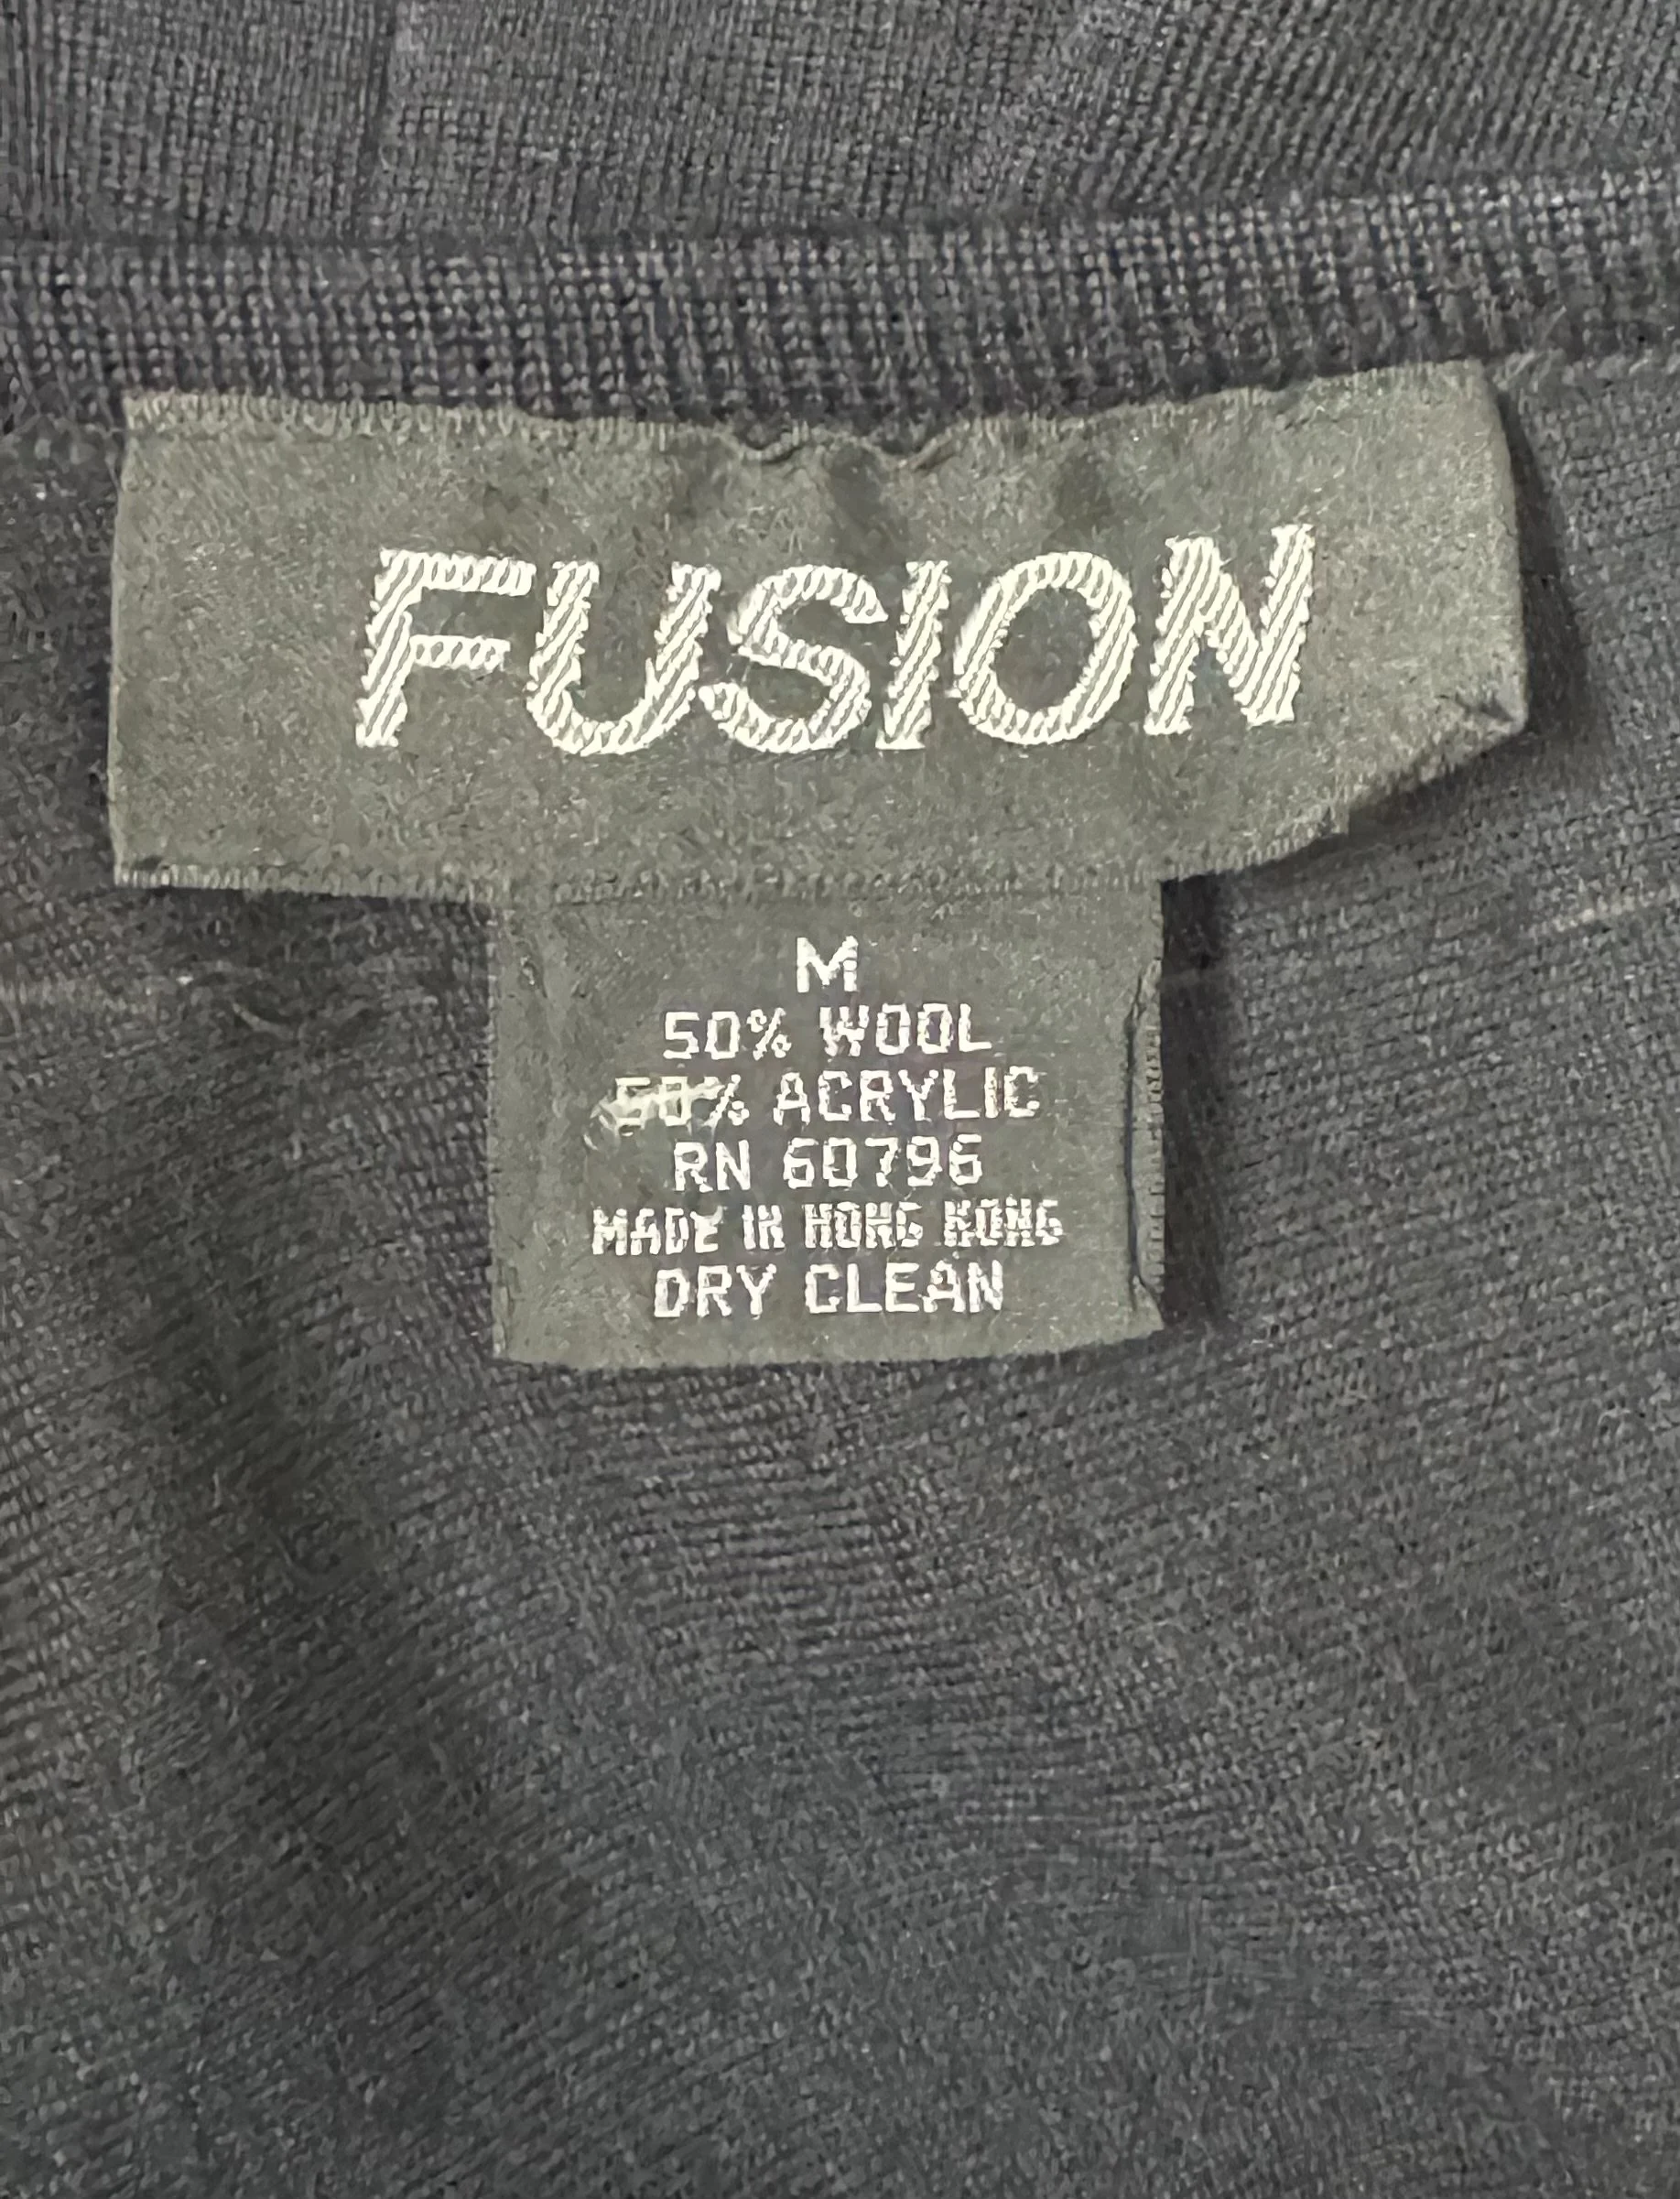 FUSION
M
50% WOOL
50% ACRYLIC
RN 60796
MADE IN HONG KONG
DRY CLEAN